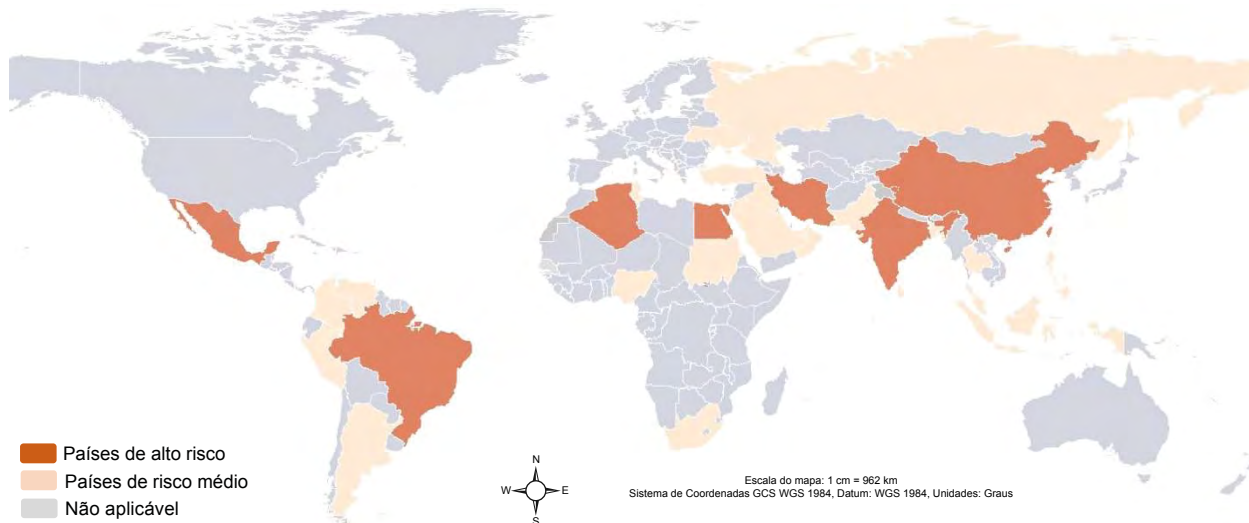 Países de alto risco
Países de risco médio
Não aplicável
N
W
E
S
Escala do mapa: 1 cm = 962 km
Sistema de Coordenadas GCS WGS 1984, Datum: WGS 1984, Unidades: Graus